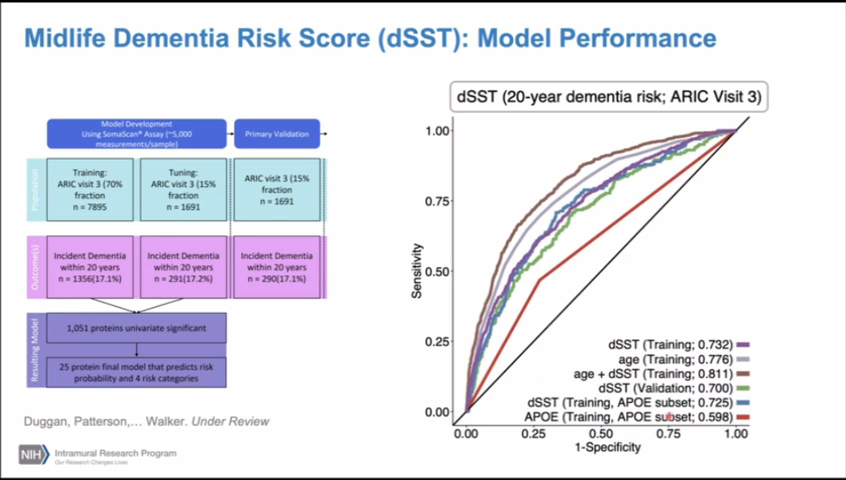 Midlife Dementia Risk Score (dSST): Model Performance
Model Development
Using SomaScan® Assay (~5,000
measurements/sample)
Primary Validation
Population
Training:
ARIC visit 3 (70%
fraction
n = 7895
Tuning:
ARIC visit 3 (15%
fraction
n = 1691
ARIC visit 3 (15%
fraction
n = 1691
Outcome(s)
Incident Dementia
within 20 years
n = 1356(17.1%)
Incident Dementia
within 20 years
n = 291(17.2%)
Incident Dementia
within 20 years
n = 290(17.1%)
Resulting Model
1,051 proteins univariate significant
25 protein final model that predicts risk
probability and 4 risk categories
Duggan, Patterson,... Walker. Under Review
NIH
Intramural Research Program
Our Research Changes Lives
dSST (20-year dementia risk; ARIC Visit 3)
Sensitivity
1.00
0.75
0.50
0.25
0.00
dSST (Training; 0.732)
age (Training; 0.776)
age + dSST (Training; 0.811)
dSST (Validation; 0.700)
dSST (Training, APOE subset; 0.725)
APOE (Training, APOE subset; 0.598)
0.00 0.25 0.50 0.75 1.00
1-Specificity